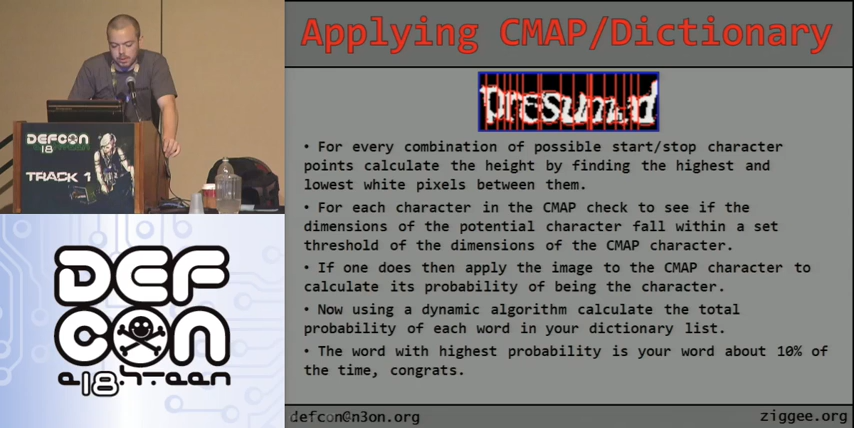 DEFCON
18
TRACK 1
DEF
CON
e18hteen
Applying CMAP/Dictionary
presumed
• For every combination of possible start/stop character
points calculate the height by finding the highest and
lowest white pixels between them.
• For each character in the CMAP check to see if the
dimensions of the potential character fall within a set
threshold of the dimensions of the CMAP character.
• If one does then apply the image to the CMAP character to
calculate its probability of being the character.
• Now using a dynamic algorithm calculate the total
probability of each word in your dictionary list.
• The word with highest probability is your word about 10% of
the time, congrats.
defcon@n3on.org
ziggee.org